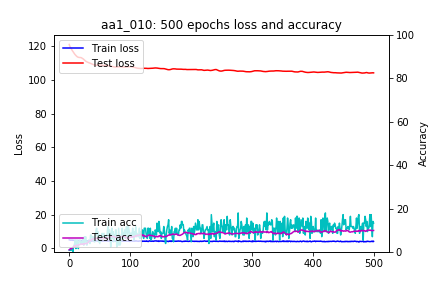 aa1_010: 500 epochs loss and accuracy
Train loss
Test loss
Train acc
Test acc
Loss
Accuracy
120
100
80
60
40
20
0
100
80
60
40
20
0
0
100
200
300
400
500